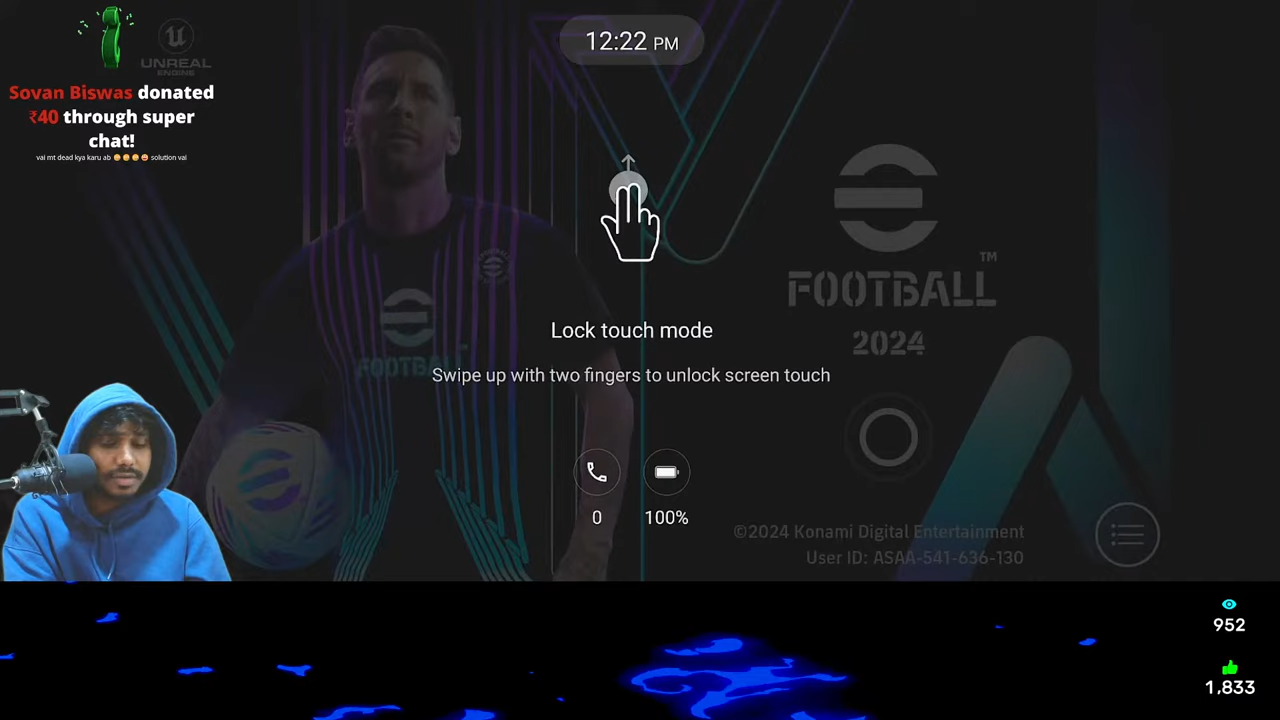 12:22 PM
UNREAL
ENGINE
Sovan Biswas donated
₹40 through super
chat!
vai mt dead kya karu ab 😀😀😀😀 solution vai
FOOTBALL™
2024
FOOTBALL
Lock touch mode
Swipe up with two fingers to unlock screen touch
0
100%
©2024 Konami Digital Entertainment
User ID: ASAA-541-636-130
952
1,833